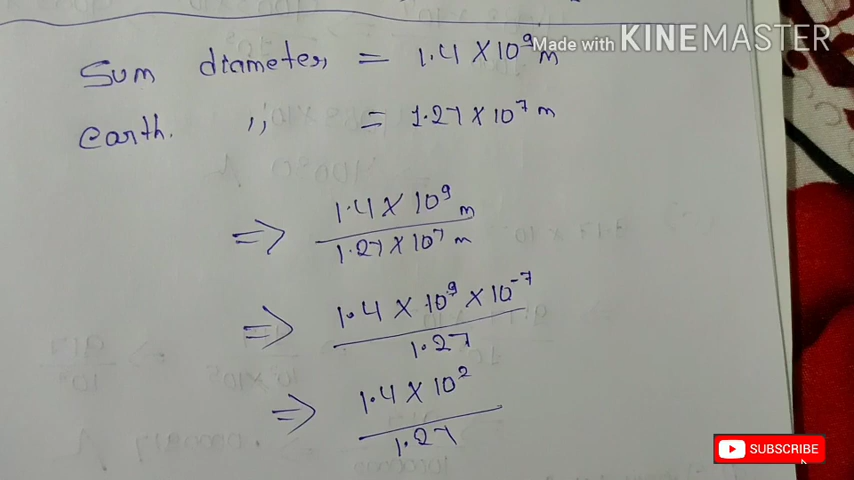 Made with KINEMASTER
Sum diameter, = 1.4 × 10⁹ m
earth. ,, = 1.27 × 10⁷ m
⇒ 1.4 × 10⁹ m
1.27 × 10⁷ m
⇒ 1.4 × 10⁹ × 10⁻⁷
1.27
⇒ 1.4 × 10²
1.27
SUBSCRIBE